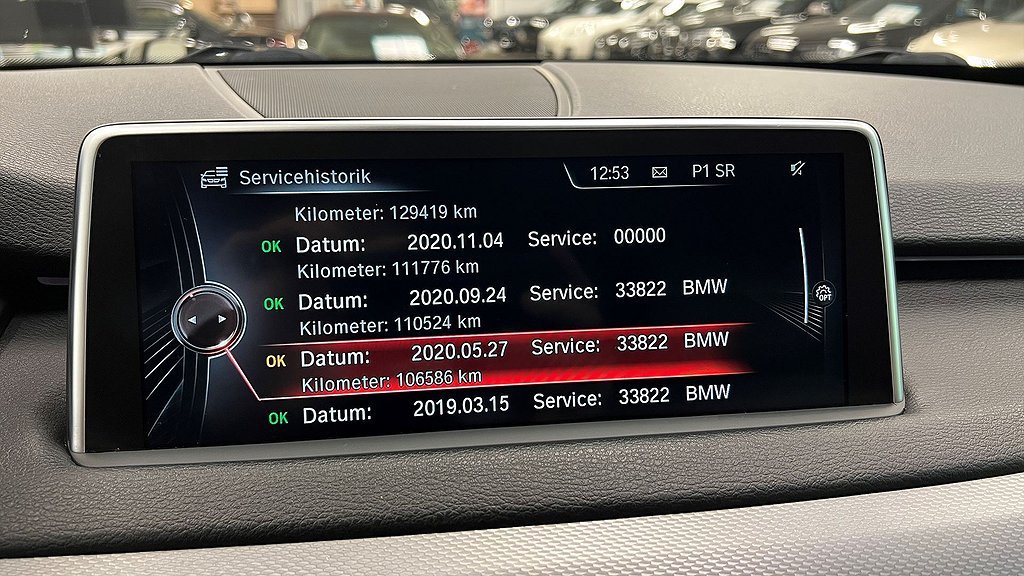 Servicehistorik 12:53 P1 SR
Kilometer: 129419 km
OK Datum: 2020.11.04 Service: 00000
Kilometer: 111776 km
OK Datum: 2020.09.24 Service: 33822 BMW
Kilometer: 110524 km
OK Datum: 2020.05.27 Service: 33822 BMW
Kilometer: 106586 km
OK Datum: 2019.03.15 Service: 33822 BMW
OPT